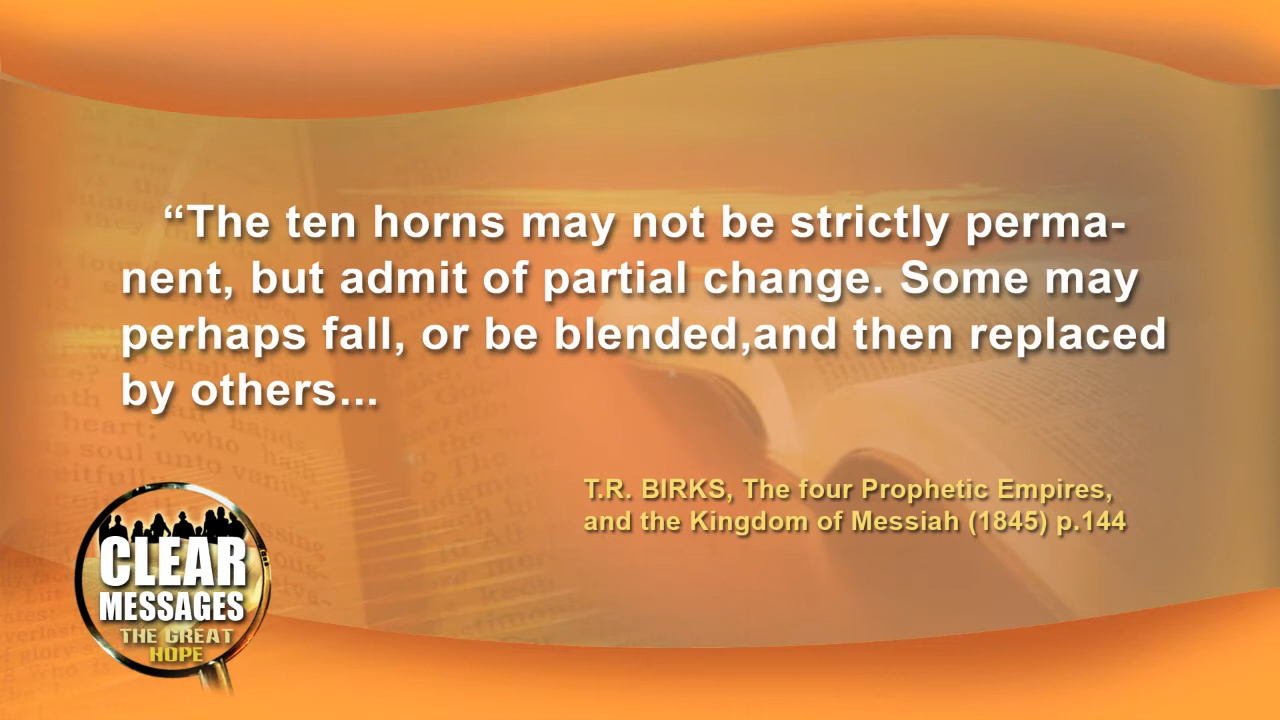 “The ten horns may not be strictly perma-
nent, but admit of partial change. Some may
perhaps fall, or be blended,and then replaced
by others...
T.R. BIRKS, The four Prophetic Empires,
and the Kingdom of Messiah (1845) p.144
CLEAR
MESSAGES
THE GREAT
HOPE